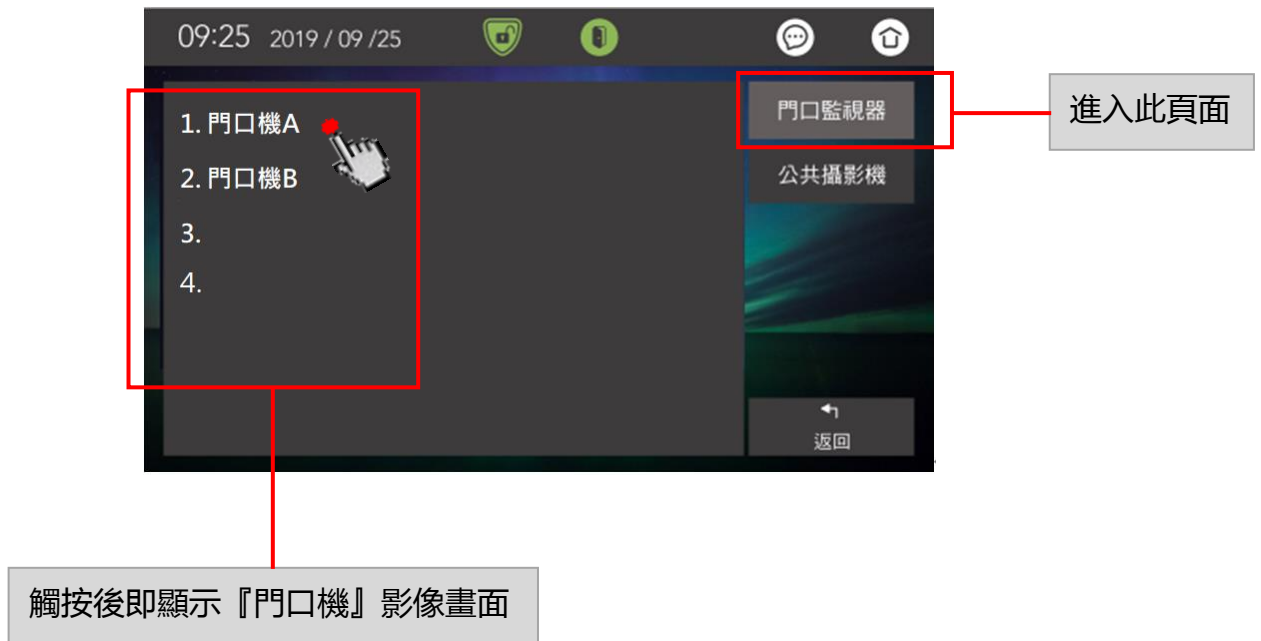 09:25 2019 / 09 /25
1. 門口機A
2. 門口機B
3.
4.
門口監視器
公共攝影機
返回
進入此頁面
觸按後即顯示『門口機』影像畫面